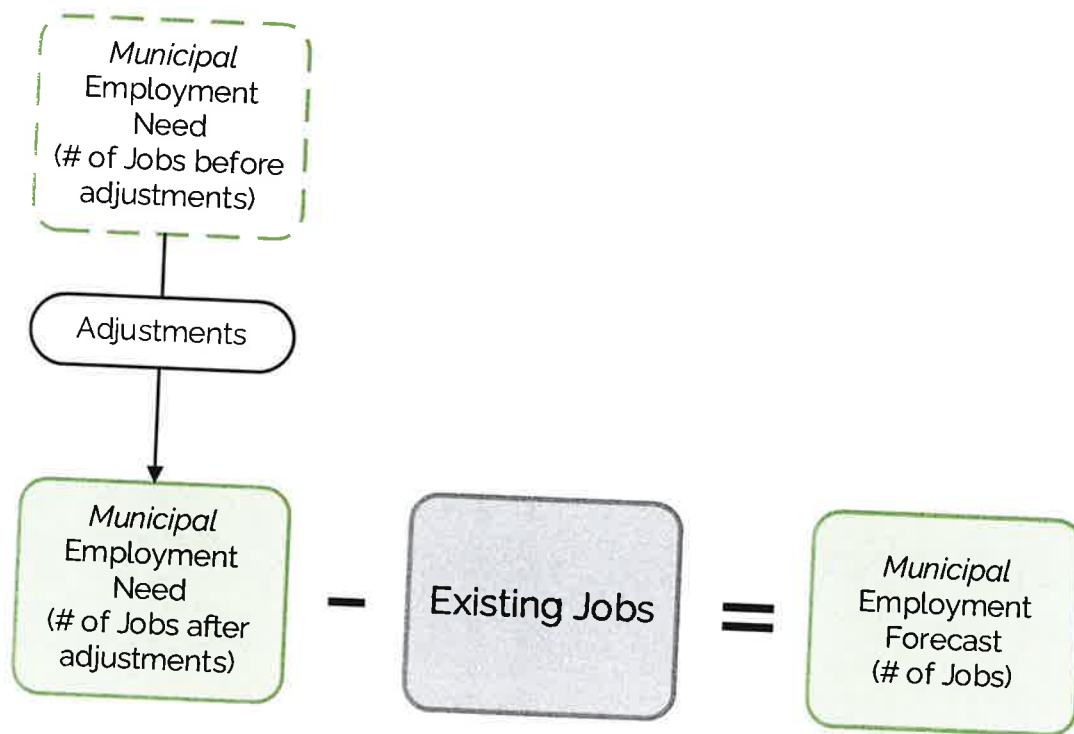 Municipal
Employment
Need
(# of Jobs before
adjustments)
Adjustments
Municipal
Employment
Need
(# of Jobs after
adjustments)
–
Existing Jobs
=
Municipal
Employment
Forecast
(# of Jobs)